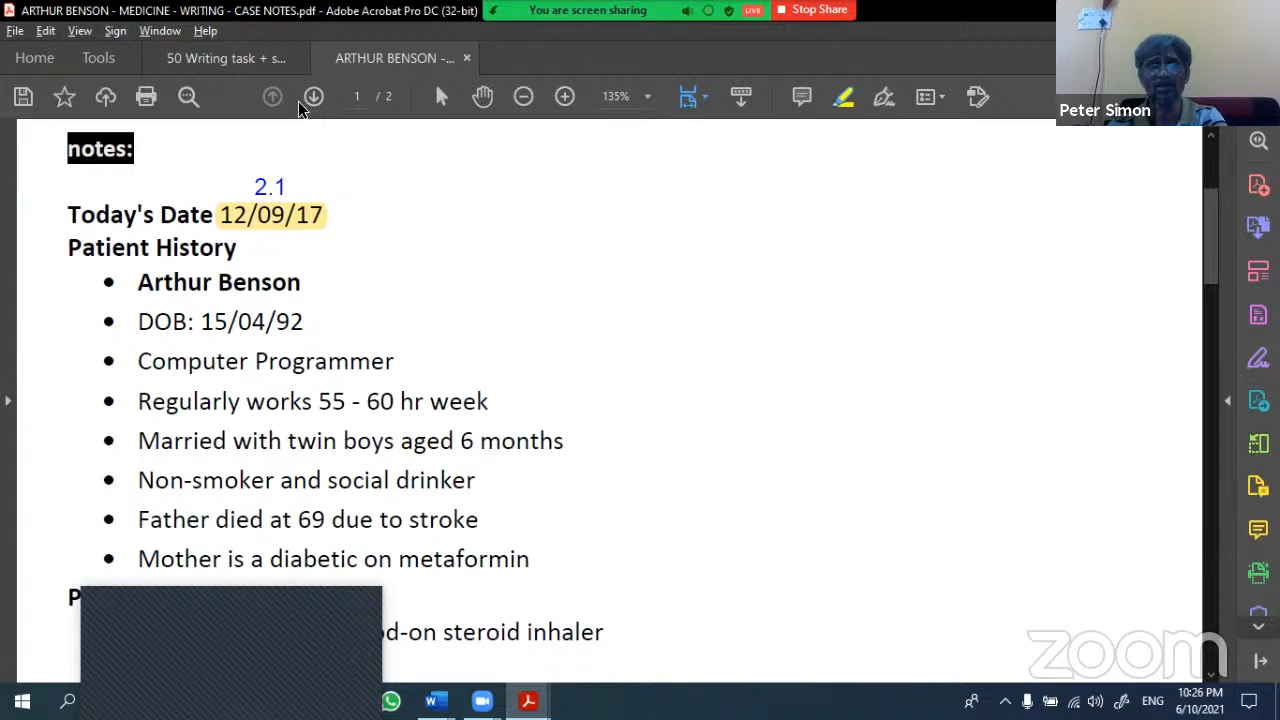 ARTHUR BENSON - MEDICINE - WRITING - CASE NOTES.pdf - Adobe Acrobat Pro DC (32-bit)
You are screen sharing
LIVE
Stop Share
File Edit View Sign Window Help
Home Tools 50 Writing task + s... ARTHUR BENSON -... ×
1 / 2 135%
Peter Simon
notes:
2.1
Today's Date 12/09/17
Patient History
• Arthur Benson
• DOB: 15/04/92
• Computer Programmer
• Regularly works 55 - 60 hr week
• Married with twin boys aged 6 months
• Non-smoker and social drinker
• Father died at 69 due to stroke
• Mother is a diabetic on metaformin
P
od-on steroid inhaler
zoom
ENG
10:26 PM
6/10/2021